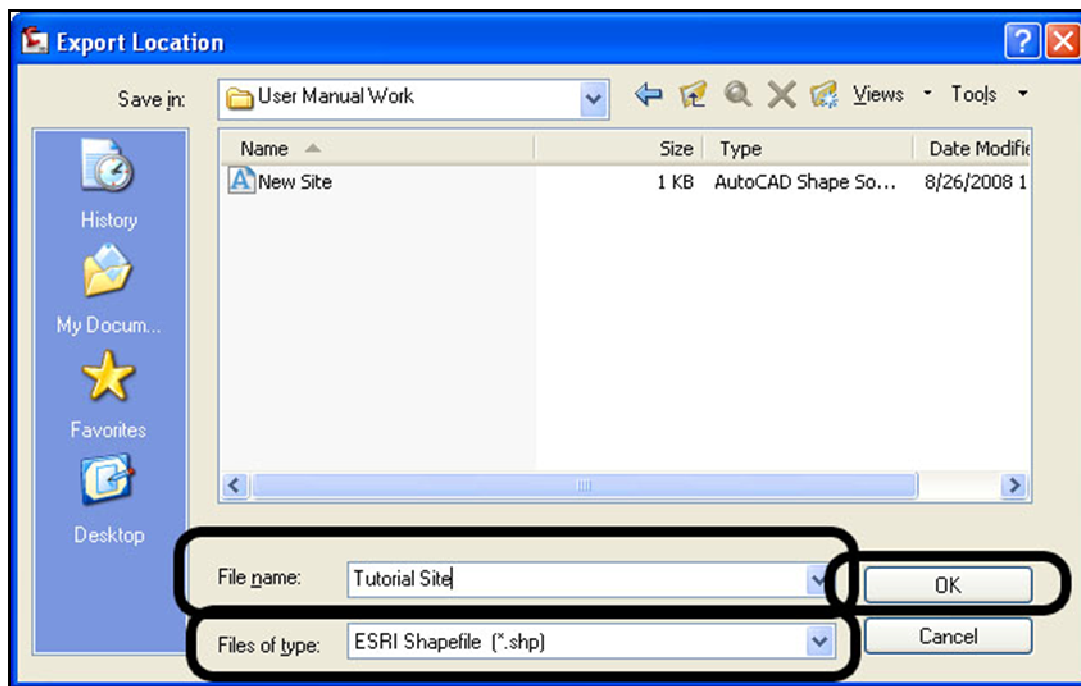 Export Location
Save in: User Manual Work Views Tools
Name Size Type Date Modifie
New Site 1 KB AutoCAD Shape So... 8/26/2008 1
History
My Docum...
Favorites
Desktop
File name: Tutorial Site OK
Files of type: ESRI Shapefile (*.shp) Cancel